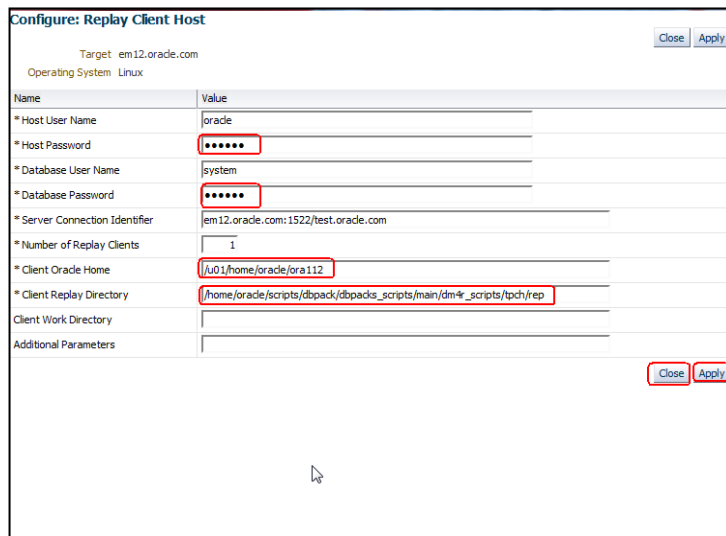 Configure: Replay Client Host
Close Apply
Target em12.oracle.com
Operating System Linux
Name Value
* Host User Name oracle
* Host Password ••••••
* Database User Name system
* Database Password ••••••
* Server Connection Identifier em12.oracle.com:1522/test.oracle.com
* Number of Replay Clients 1
* Client Oracle Home /u01/home/oracle/ora112
* Client Replay Directory /home/oracle/scripts/dbpack/dbpacks_scripts/main/dm4r_scripts/tpch/rep
Client Work Directory
Additional Parameters
Close Apply